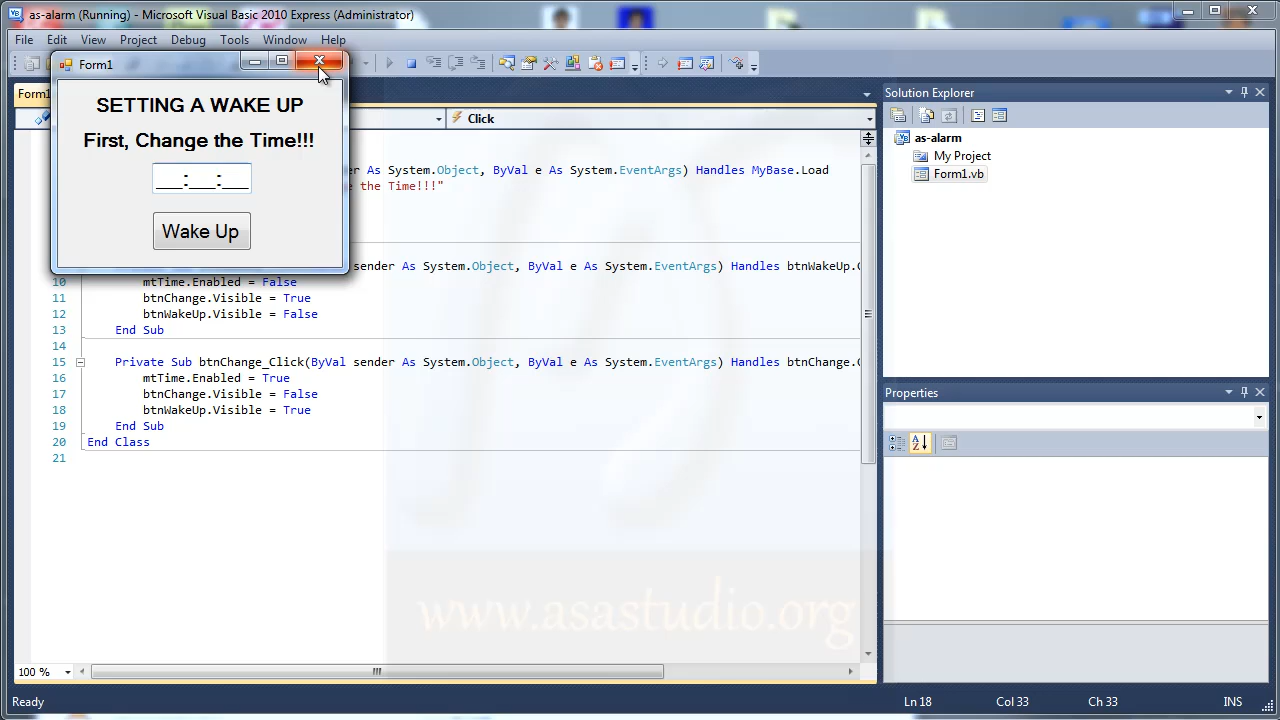 as-alarm (Running) - Microsoft Visual Basic 2010 Express (Administrator)
File Edit View Project Debug Tools Window Help
Form1
SETTING A WAKE UP
First, Change the Time!!!
__:__:__
Wake Up
Form1
Click
As System.Object, ByVal e As System.EventArgs) Handles MyBase.Load
e the Time!!!"
sender As System.Object, ByVal e As System.EventArgs) Handles btnWakeUp.
10 mtTime.Enabled = False
11 btnChange.Visible = True
12 btnWakeUp.Visible = False
13 End Sub
14
15 Private Sub btnChange_Click(ByVal sender As System.Object, ByVal e As System.EventArgs) Handles btnChange.
16 mtTime.Enabled = True
17 btnChange.Visible = False
18 btnWakeUp.Visible = True
19 End Sub
20 End Class
21
www.asastudio.org
100 %
Solution Explorer
as-alarm
My Project
Form1.vb
Properties
Ready
Ln 18 Col 33 Ch 33 INS